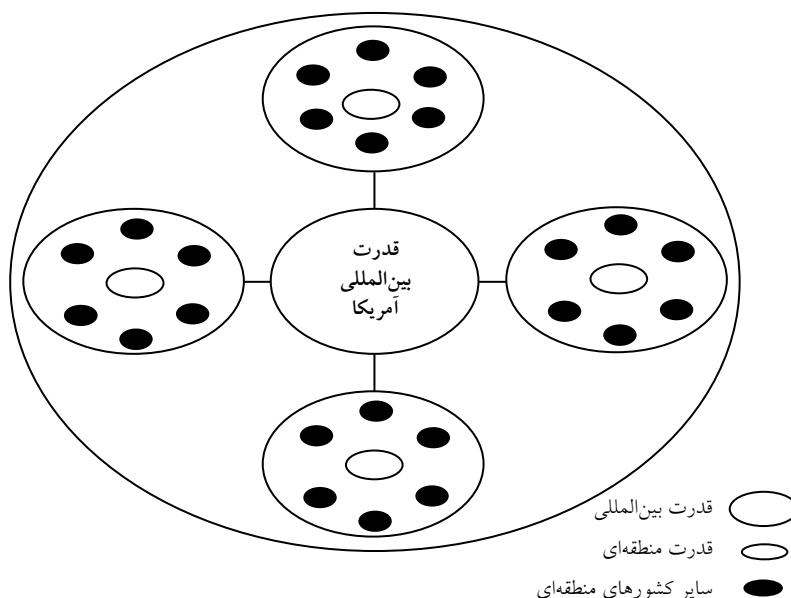 قدرت
بین‌المللی
آمریکا
قدرت بین‌المللی
قدرت منطقه‌ای
سایر کشورهای منطقه‌ای